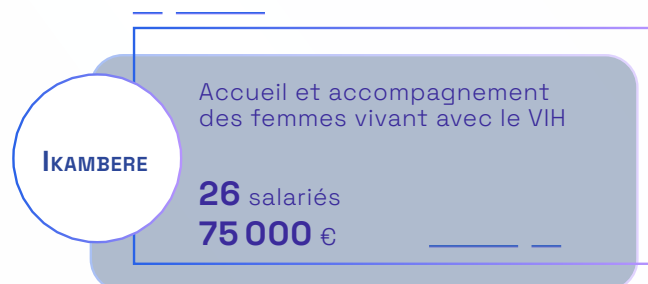 Accueil et accompagnement
des femmes vivant avec le VIH
IKAMBERE
26 salariés
75 000 €